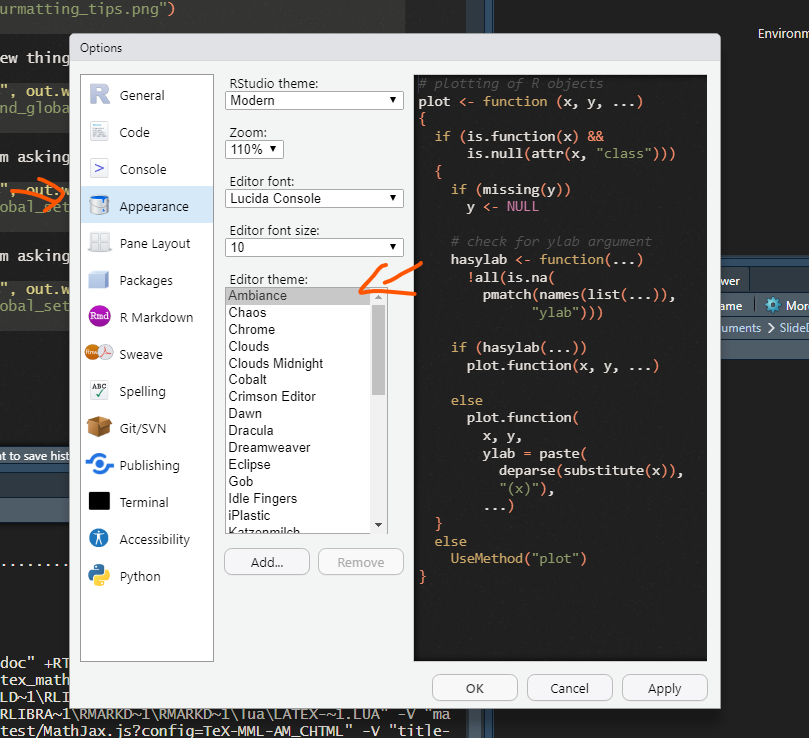 urmatting_tips.png")
Environm
Options
ew thing
", out.w
nd_globa
m asking
", out.w
obal_set
m asking
", out.w
obal_set
General
Code
Console
Appearance
Pane Layout
Packages
Rmd R Markdown
Sweave
ABC Spelling
Git/SVN
Publishing
Terminal
Accessibility
Python
RStudio theme:
Modern
Zoom:
110%
Editor font:
Lucida Console
Editor font size:
10
Editor theme:
Ambiance
Chaos
Chrome
Clouds
Clouds Midnight
Cobalt
Crimson Editor
Dawn
Dracula
Dreamweaver
Eclipse
Gob
Idle Fingers
iPlastic
Katzenmilch
Add...
Remove
# plotting of R objects
plot <- function (x, y, ...)
{
if (is.function(x) &&
is.null(attr(x, "class")))
{
if (missing(y))
y <- NULL
# check for ylab argument
hasylab <- function(...)
!all(is.na(
pmatch(names(list(...)),
"ylab")))
if (hasylab(...))
plot.function(x, y, ...)
else
plot.function(
x, y,
ylab = paste(
deparse(substitute(x)),
"(x)"),
...)
}
else
UseMethod("plot")
}
OK
Cancel
Apply
wer
ame
More
uments
SlideD
nt to save hist
.........
doc" +RT
tex_math
LD~1\RLI
RLIBRA~1\RMARKD~1\RMARKD~1\rmd\lua\LATEX-~1.LUA" -V "ma
test/MathJax.js?config=TeX-MML-AM_CHTML" -V "title-